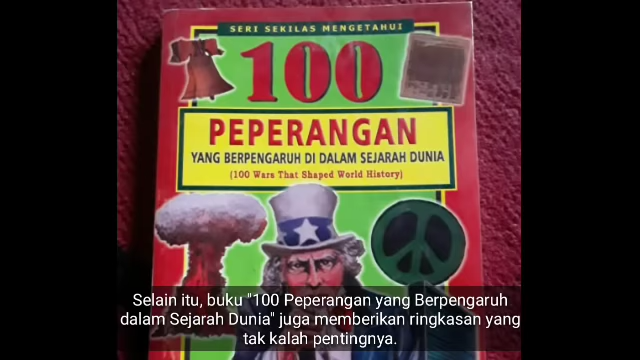 SERI SEKILAS MENGETAHUI
100
PEPERANGAN
YANG BERPENGARUH DI DALAM SEJARAH DUNIA
(100 Wars That Shaped World History)
Selain itu, buku "100 Peperangan yang Berpengaruh
dalam Sejarah Dunia" juga memberikan ringkasan yang
tak kalah pentingnya.